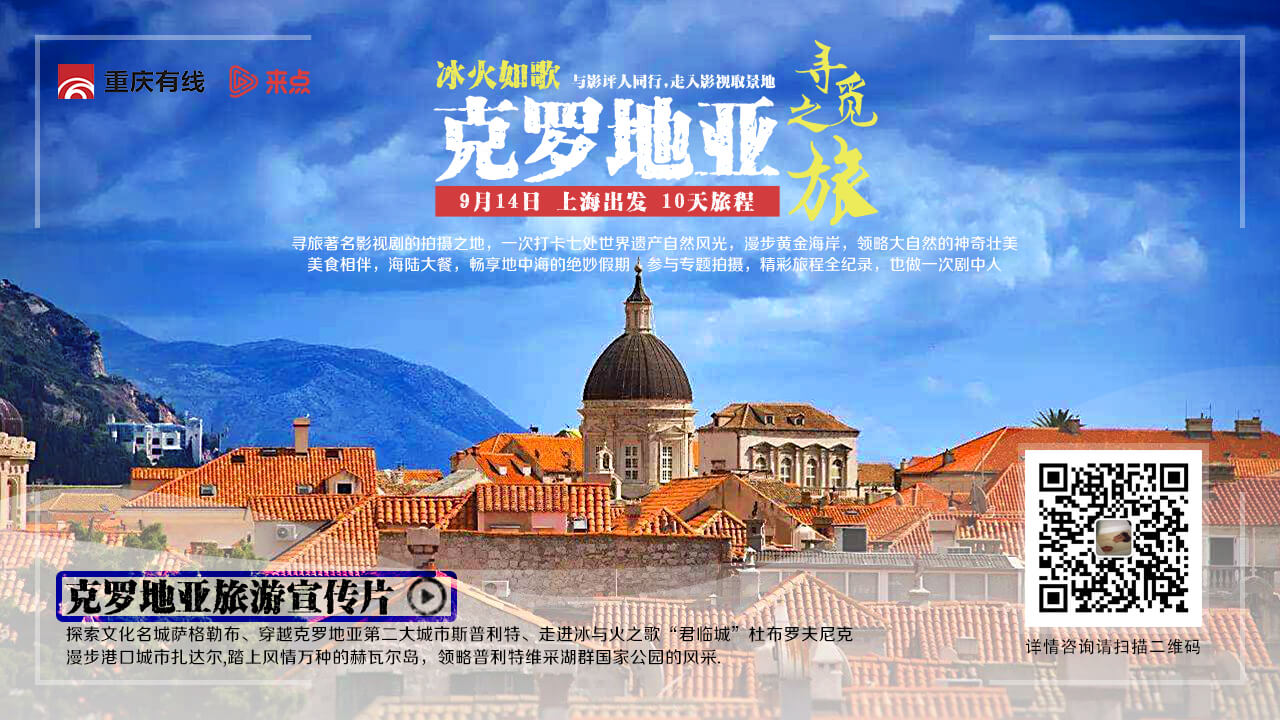 重庆有线 来点
冰火如歌 与影评人同行,走入影视取景地
克罗地亚
寻觅之旅
9月14日 上海出发 10天旅程
寻旅著名影视剧的拍摄之地，一次打卡七处世界遗产自然风光，漫步黄金海岸，领略大自然的神奇壮美
美食相伴，海陆大餐，畅享地中海的绝妙假期，参与专题拍摄，精彩旅程全纪录，也做一次剧中人
克罗地亚旅游宣传片
探索文化名城萨格勒布、穿越克罗地亚第二大城市斯普利特、走进冰与火之歌“君临城”杜布罗夫尼克
漫步港口城市扎达尔,踏上风情万种的赫瓦尔岛，领略普利特维采湖群国家公园的风采.
详情咨询请扫描二维码